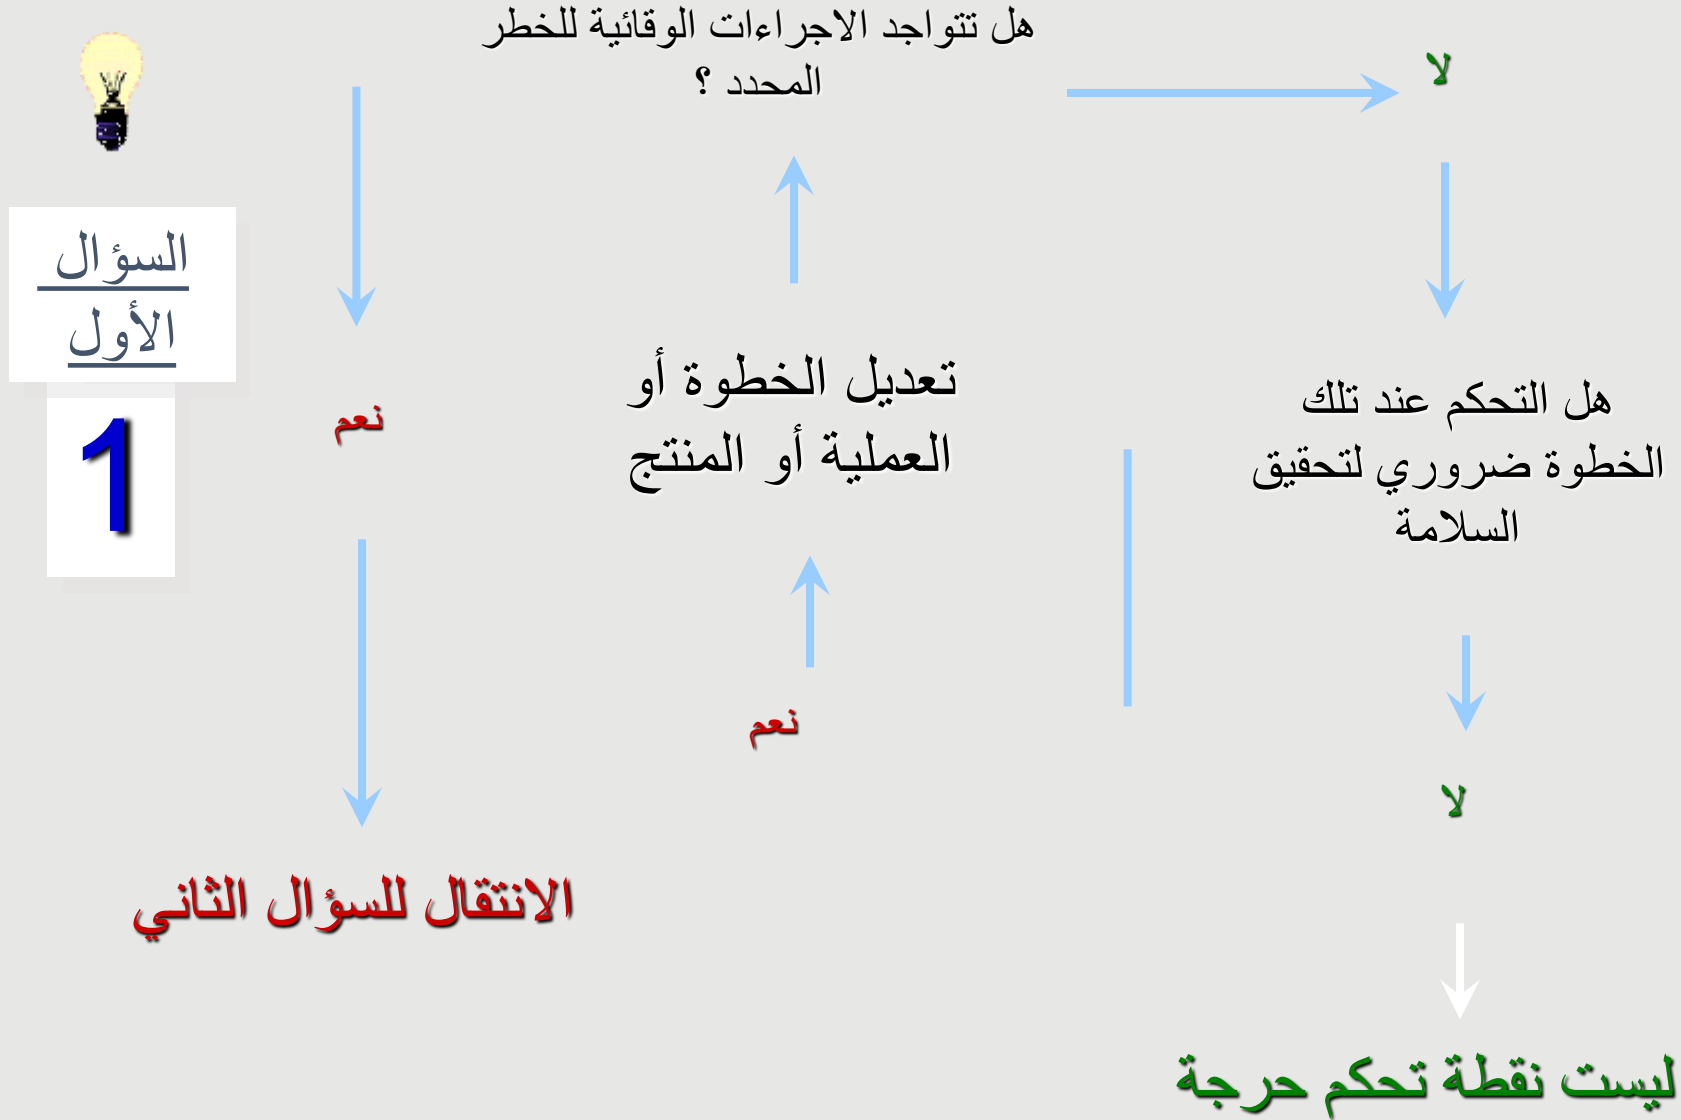 هل تتواجد الاجراءات الوقائية للخطر
المحدد ؟
لا
السؤال
الأول
1
نعم
تعديل الخطوة أو
العملية أو المنتج
هل التحكم عند تلك
الخطوة ضروري لتحقيق
السلامة
نعم
لا
الانتقال للسؤال الثاني
ليست نقطة تحكم حرجة